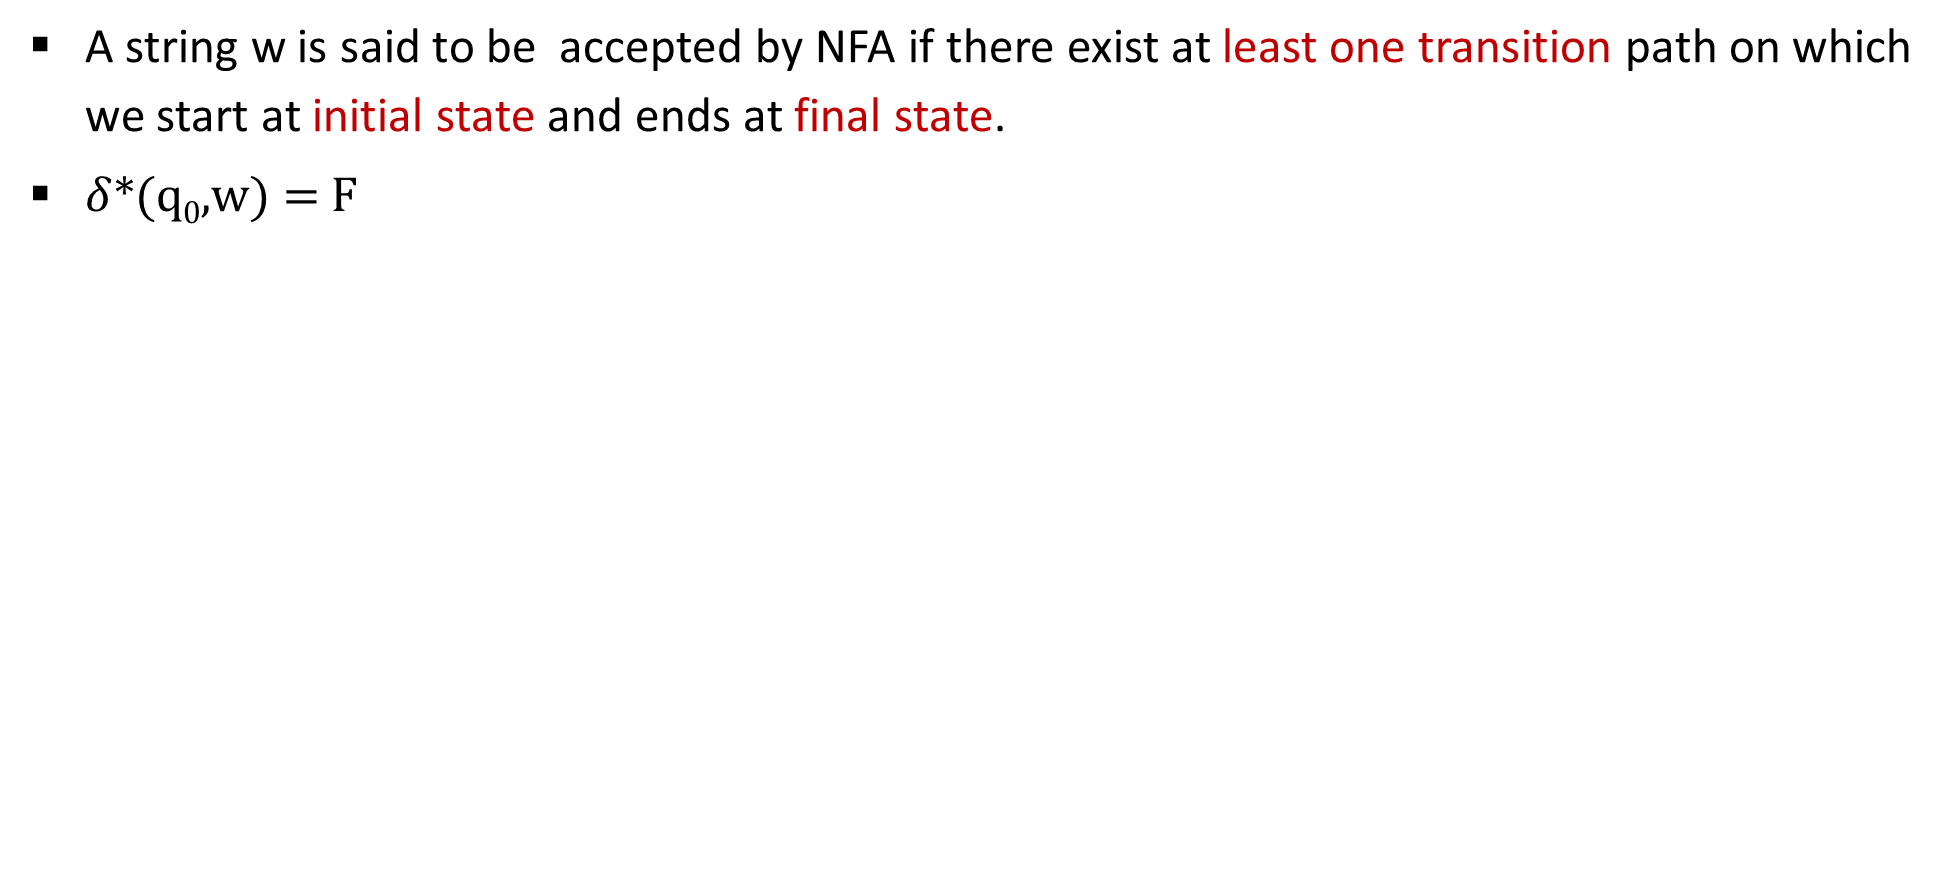 ▪ A string w is said to be  accepted by NFA if there exist at least one transition path on which
we start at initial state and ends at final state.
▪ 𝛿*(q₀,w) = F